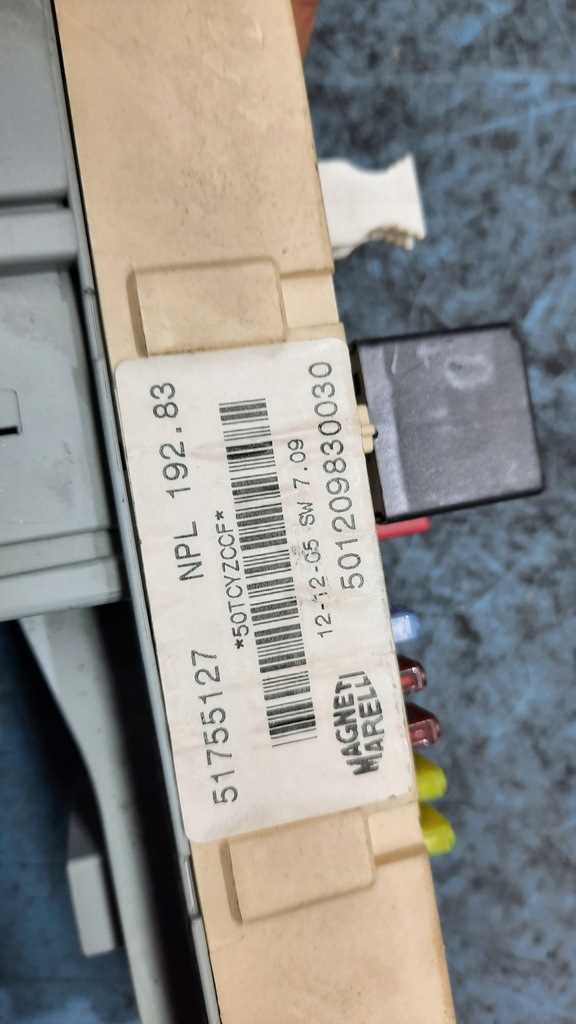 51755127 NPL 192.83
*50TCYZCCF*
12-12-05 SW 7.09
MAGNETI
MARELLI
501209830030